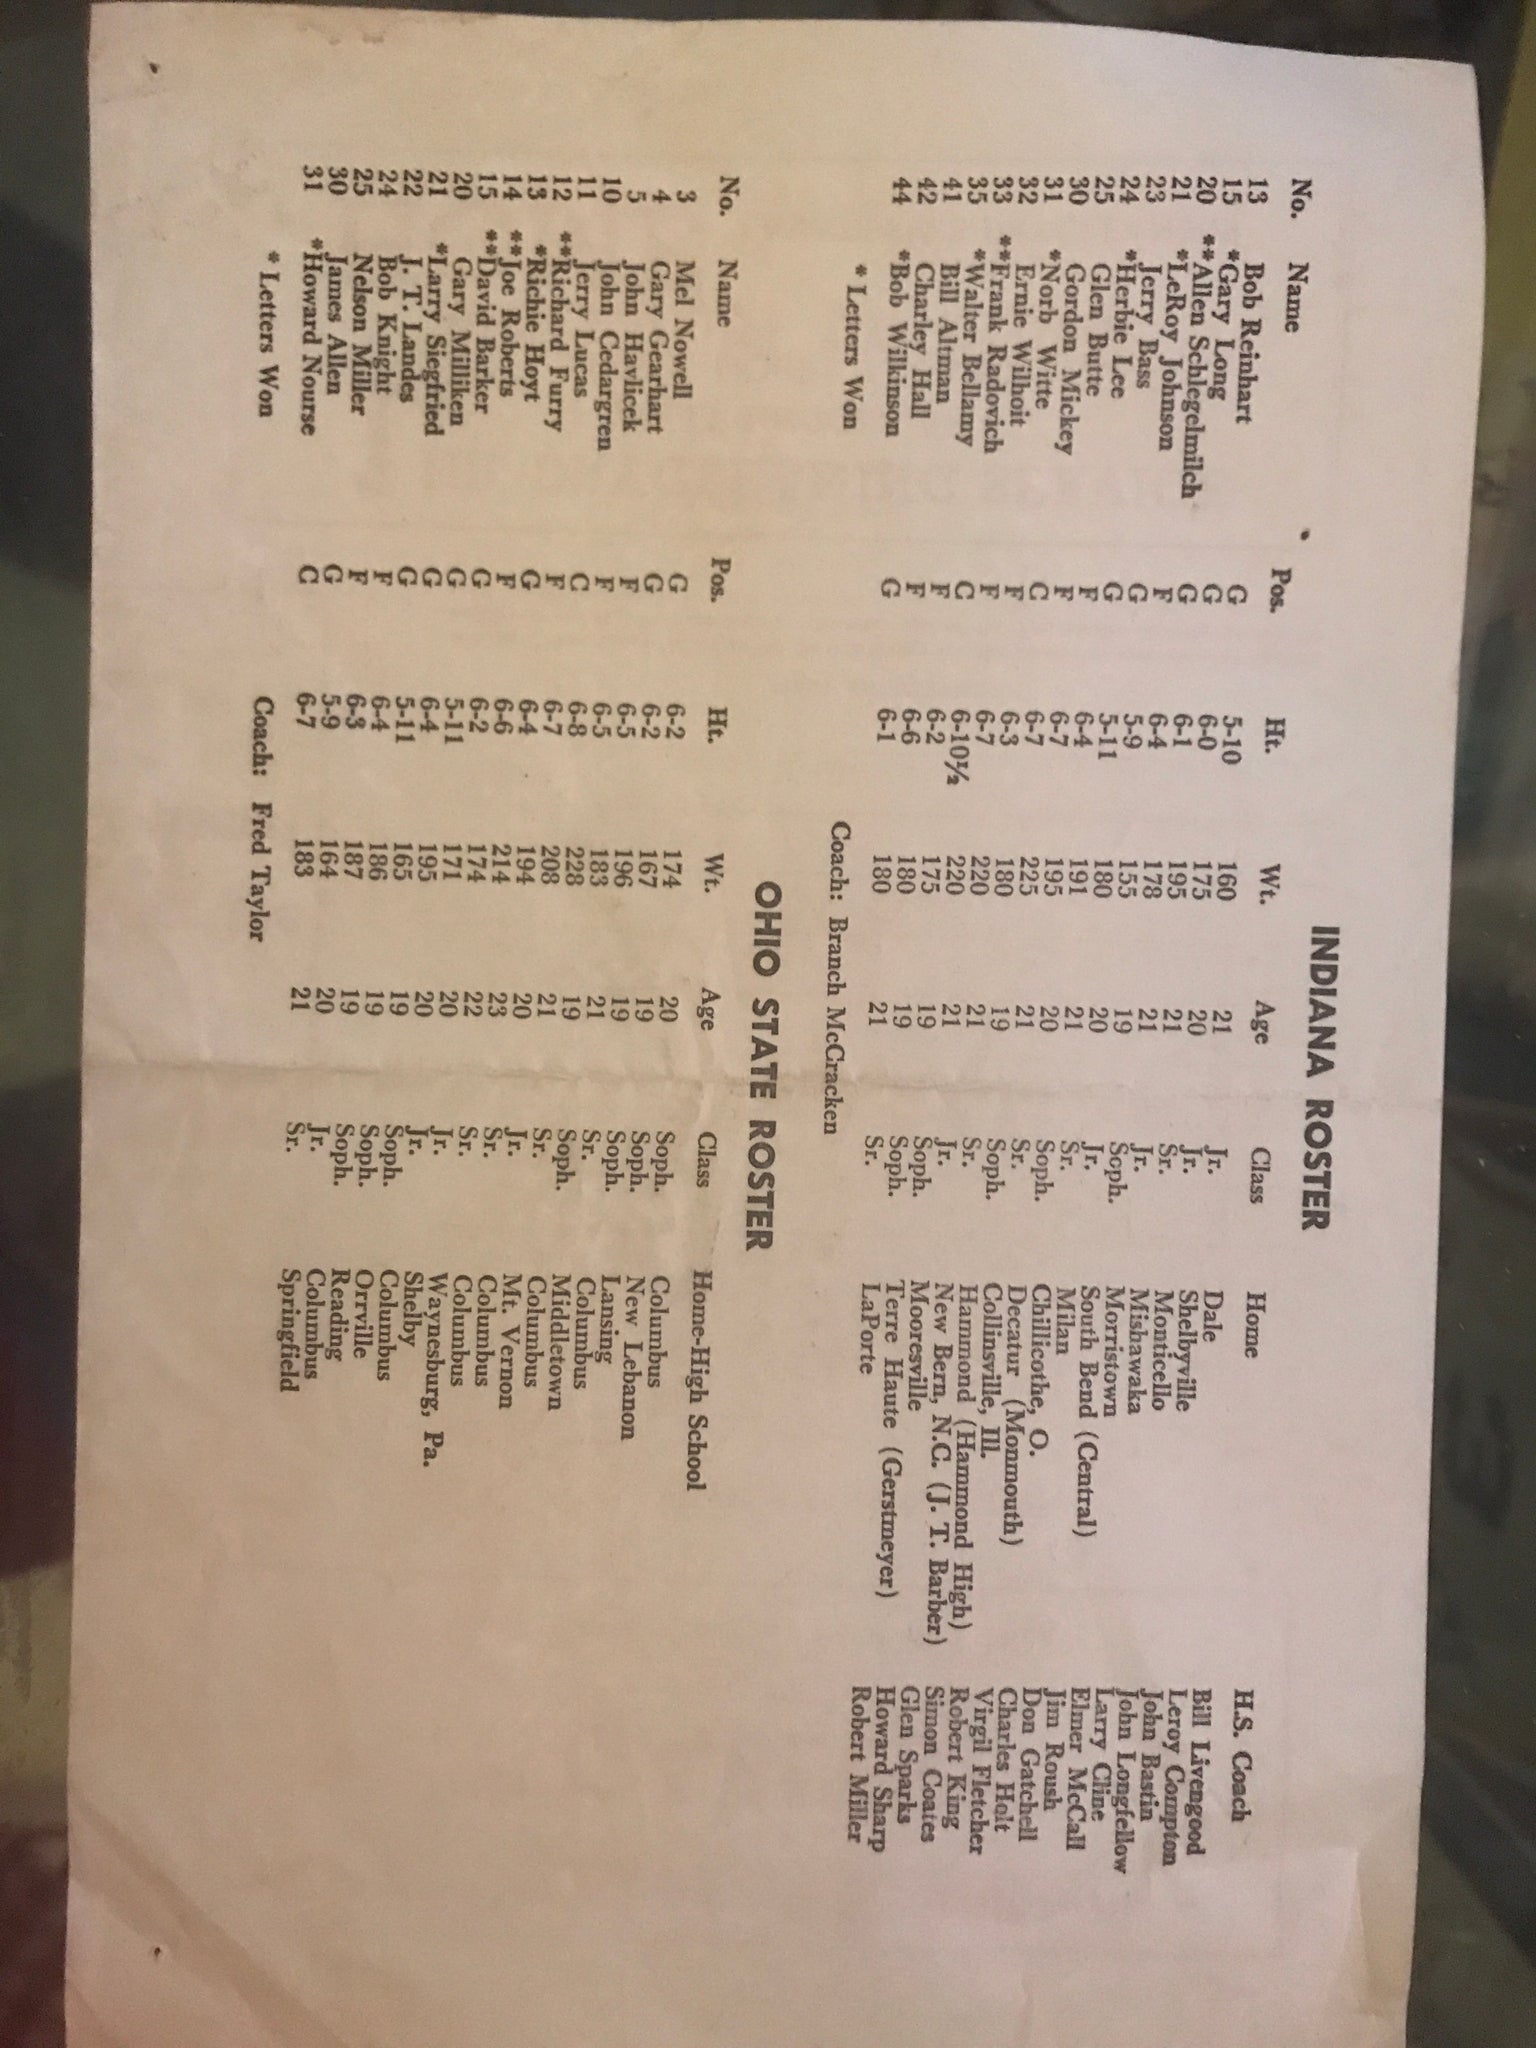 INDIANA ROSTER
No. Name Pos. Ht. Wt. Age Class Home H.S. Coach
13 Bob Reinhart G 5-10 160 21 Jr. Dale Bill Livengood
15 *Gary Long G 6-0 175 20 Jr. Shelbyville Leroy Compton
20 **Allen Schlegelmilch G 6-1 195 21 Sr. Monticello John Bastin
21 *LeRoy Johnson F 6-4 178 21 Jr. Mishawaka John Longfellow
23 Jerry Bass G 5-9 155 19 Soph. Morristown Larry Cline
24 *Herbie Lee G 5-11 180 20 Jr. South Bend (Central) Elmer McCall
25 Glen Butte F 6-4 191 21 Sr. Milan Jim Roush
30 Gordon Mickey F 6-7 195 20 Soph. Chillicothe, O. Don Gatchell
31 *Norb Witte C 6-7 225 21 Sr. Decatur (Monmouth) Charles Holt
32 Ernie Wilhoit F 6-3 180 19 Soph. Collinsville, Ill. Virgil Fletcher
33 **Frank Radovich F 6-7 220 21 Sr. Hammond (Hammond High) Robert King
35 *Walter Bellamy C 6-10½ 220 21 Jr. New Bern, N.C. (J. T. Barber) Simon Coates
41 Bill Altman F 6-2 175 19 Soph. Mooresville Glen Sparks
42 Charley Hall F 6-6 180 19 Soph. Terre Haute (Gerstmeyer) Howard Sharp
44 *Bob Wilkinson G 6-1 180 21 Sr. LaPorte Robert Miller
* Letters Won Coach: Branch McCracken
OHIO STATE ROSTER
No. Name Pos. Ht. Wt. Age Class Home-High School
3 Mel Nowell G 6-2 174 20 Soph. Columbus
4 Gary Gearhart G 6-2 167 19 Soph. New Lebanon
5 John Havlicek F 6-5 196 19 Soph. Lansing
10 John Cedargren F 6-5 183 21 Sr. Columbus
11 Jerry Lucas C 6-8 228 19 Soph. Middletown
12 **Richard Furry F 6-7 208 21 Sr. Columbus
13 *Richie Hoyt G 6-4 194 20 Jr. Mt. Vernon
14 **Joe Roberts F 6-6 214 23 Sr. Columbus
15 **David Barker G 6-2 174 22 Sr. Columbus
20 Gary Milliken G 5-11 171 20 Jr. Waynesburg, Pa.
21 *Larry Siegfried G 6-4 195 20 Jr. Shelby
22 J. T. Landes G 5-11 165 19 Soph. Columbus
24 Bob Knight F 6-4 186 19 Soph. Orrville
25 Nelson Miller F 6-3 187 19 Soph. Reading
30 James Allen G 5-9 164 20 Jr. Columbus
31 *Howard Nourse C 6-7 183 21 Sr. Springfield
* Letters Won Coach: Fred Taylor